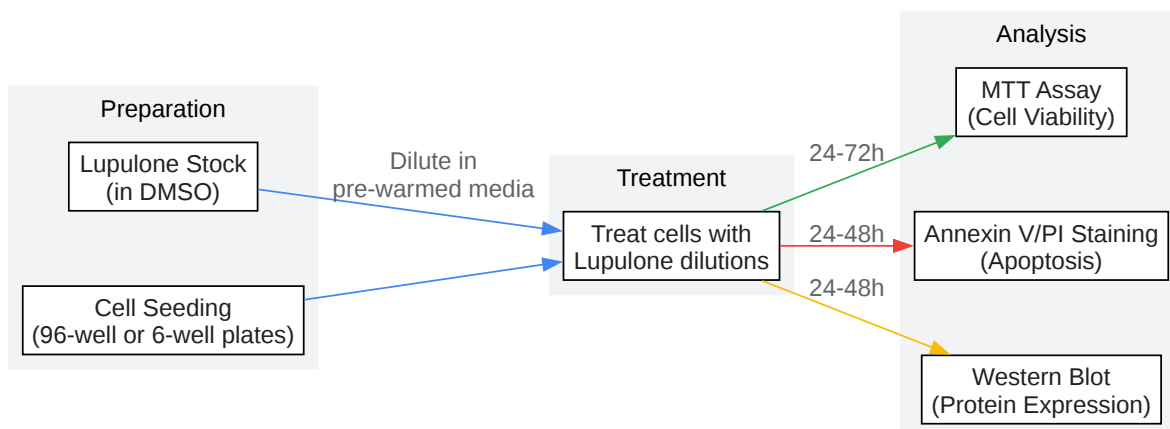 Preparation
Lupulone Stock
(in DMSO)
Cell Seeding
(96-well or 6-well plates)
Dilute in
pre-warmed media
Treatment
Treat cells with
Lupulone dilutions
24-72h
24-48h
24-48h
Analysis
MTT Assay
(Cell Viability)
Annexin V/PI Staining
(Apoptosis)
Western Blot
(Protein Expression)